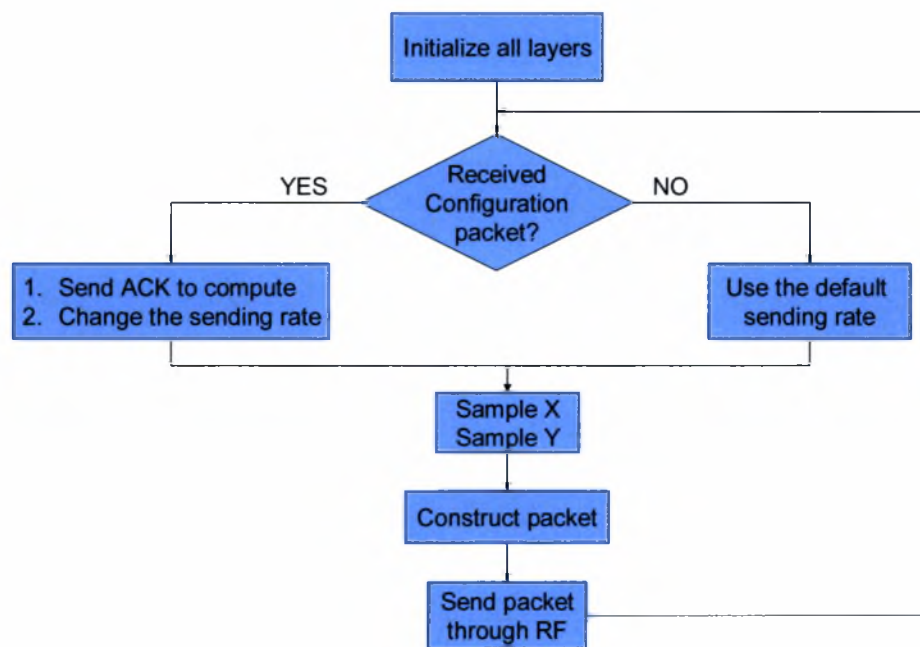 Initialize all layers
Received
Configuration
packet?
YES
NO
1. Send ACK to compute
2. Change the sending rate
Use the default
sending rate
Sample X
Sample Y
Construct packet
Send packet
through RF